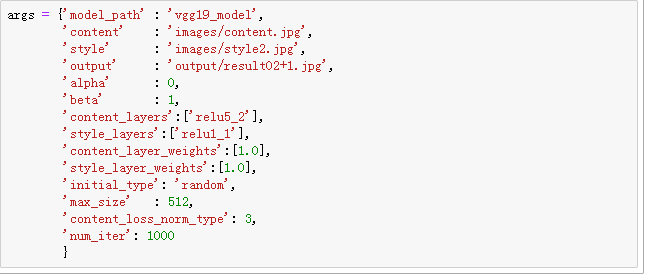 args = {'model_path' : 'vgg19_model',
'content' : 'images/content.jpg',
'style' : 'images/style2.jpg',
'output' : 'output/result02+1.jpg',
'alpha' : 0,
'beta' : 1,
'content_layers':['relu5_2'],
'style_layers':['relu1_1'],
'content_layer_weights':[1.0],
'style_layer_weights':[1.0],
'initial_type': 'random',
'max_size' : 512,
'content_loss_norm_type': 3,
'num_iter': 1000
}